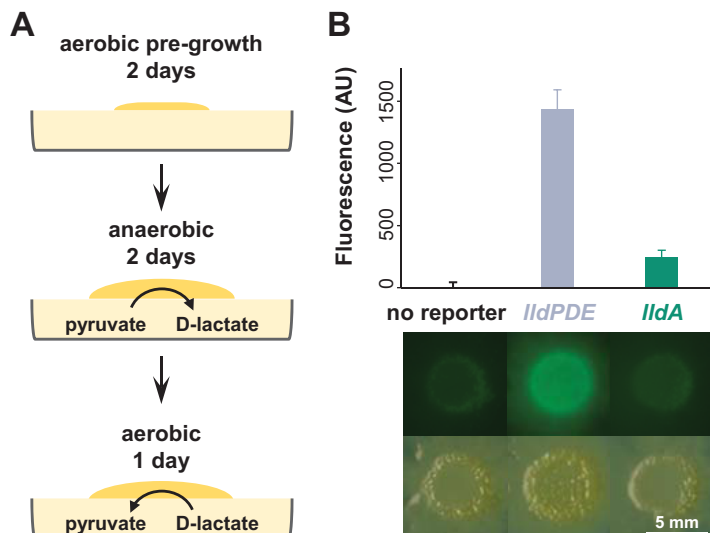 A
aerobic pre-growth
2 days
anaerobic
2 days
pyruvate D-lactate
aerobic
1 day
pyruvate D-lactate
B
Fluorescence (AU)
1500
1000
500
0
no reporter lldPDE lldA
5 mm